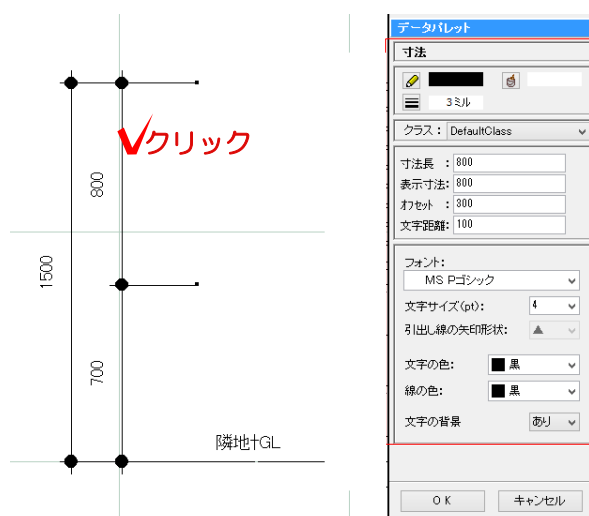 クリック
800
1500
700
隣地†GL
データパレット
寸法
3ミル
クラス： DefaultClass
寸法長 ： 800
表示寸法: 800
オフセット ： 300
文字距離: 100
フォント:
MS Pゴシック
文字サイズ(pt): 4
引出し線の矢印形状:
文字の色: 黒
線の色: 黒
文字の背景 あり
ＯＫ キャンセル